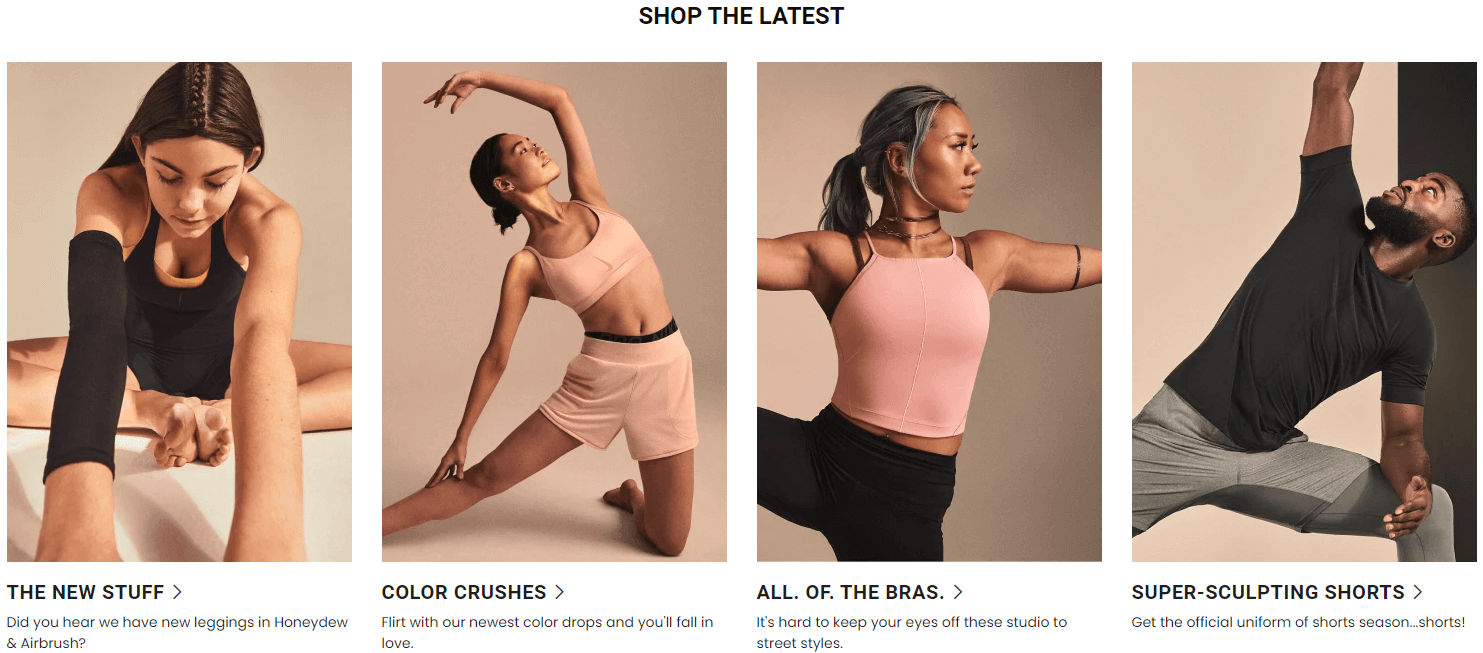 SHOP THE LATEST
THE NEW STUFF >
Did you hear we have new leggings in Honeydew
& Airbrush?
COLOR CRUSHES >
Flirt with our newest color drops and you'll fall in
love.
ALL. OF. THE BRAS. >
It's hard to keep your eyes off these studio to
street styles.
SUPER-SCULPTING SHORTS >
Get the official uniform of shorts season...shorts!